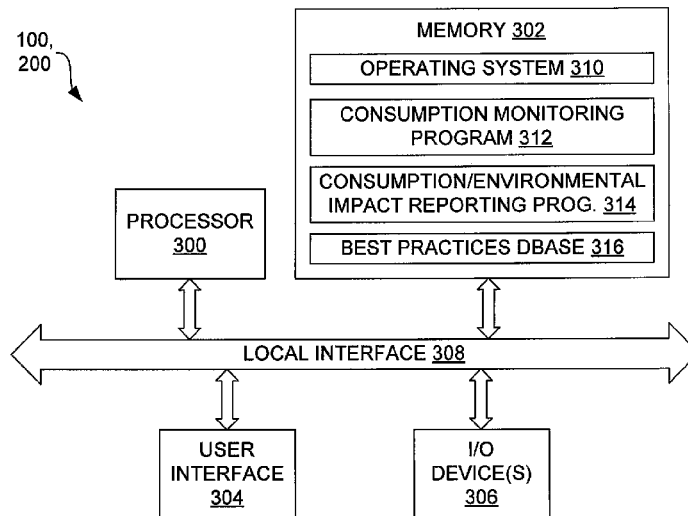 100,
200
MEMORY 302
OPERATING SYSTEM 310
CONSUMPTION MONITORING
PROGRAM 312
CONSUMPTION/ENVIRONMENTAL
IMPACT REPORTING PROG. 314
BEST PRACTICES DBASE 316
PROCESSOR
300
LOCAL INTERFACE 308
USER
INTERFACE
304
I/O
DEVICE(S)
306